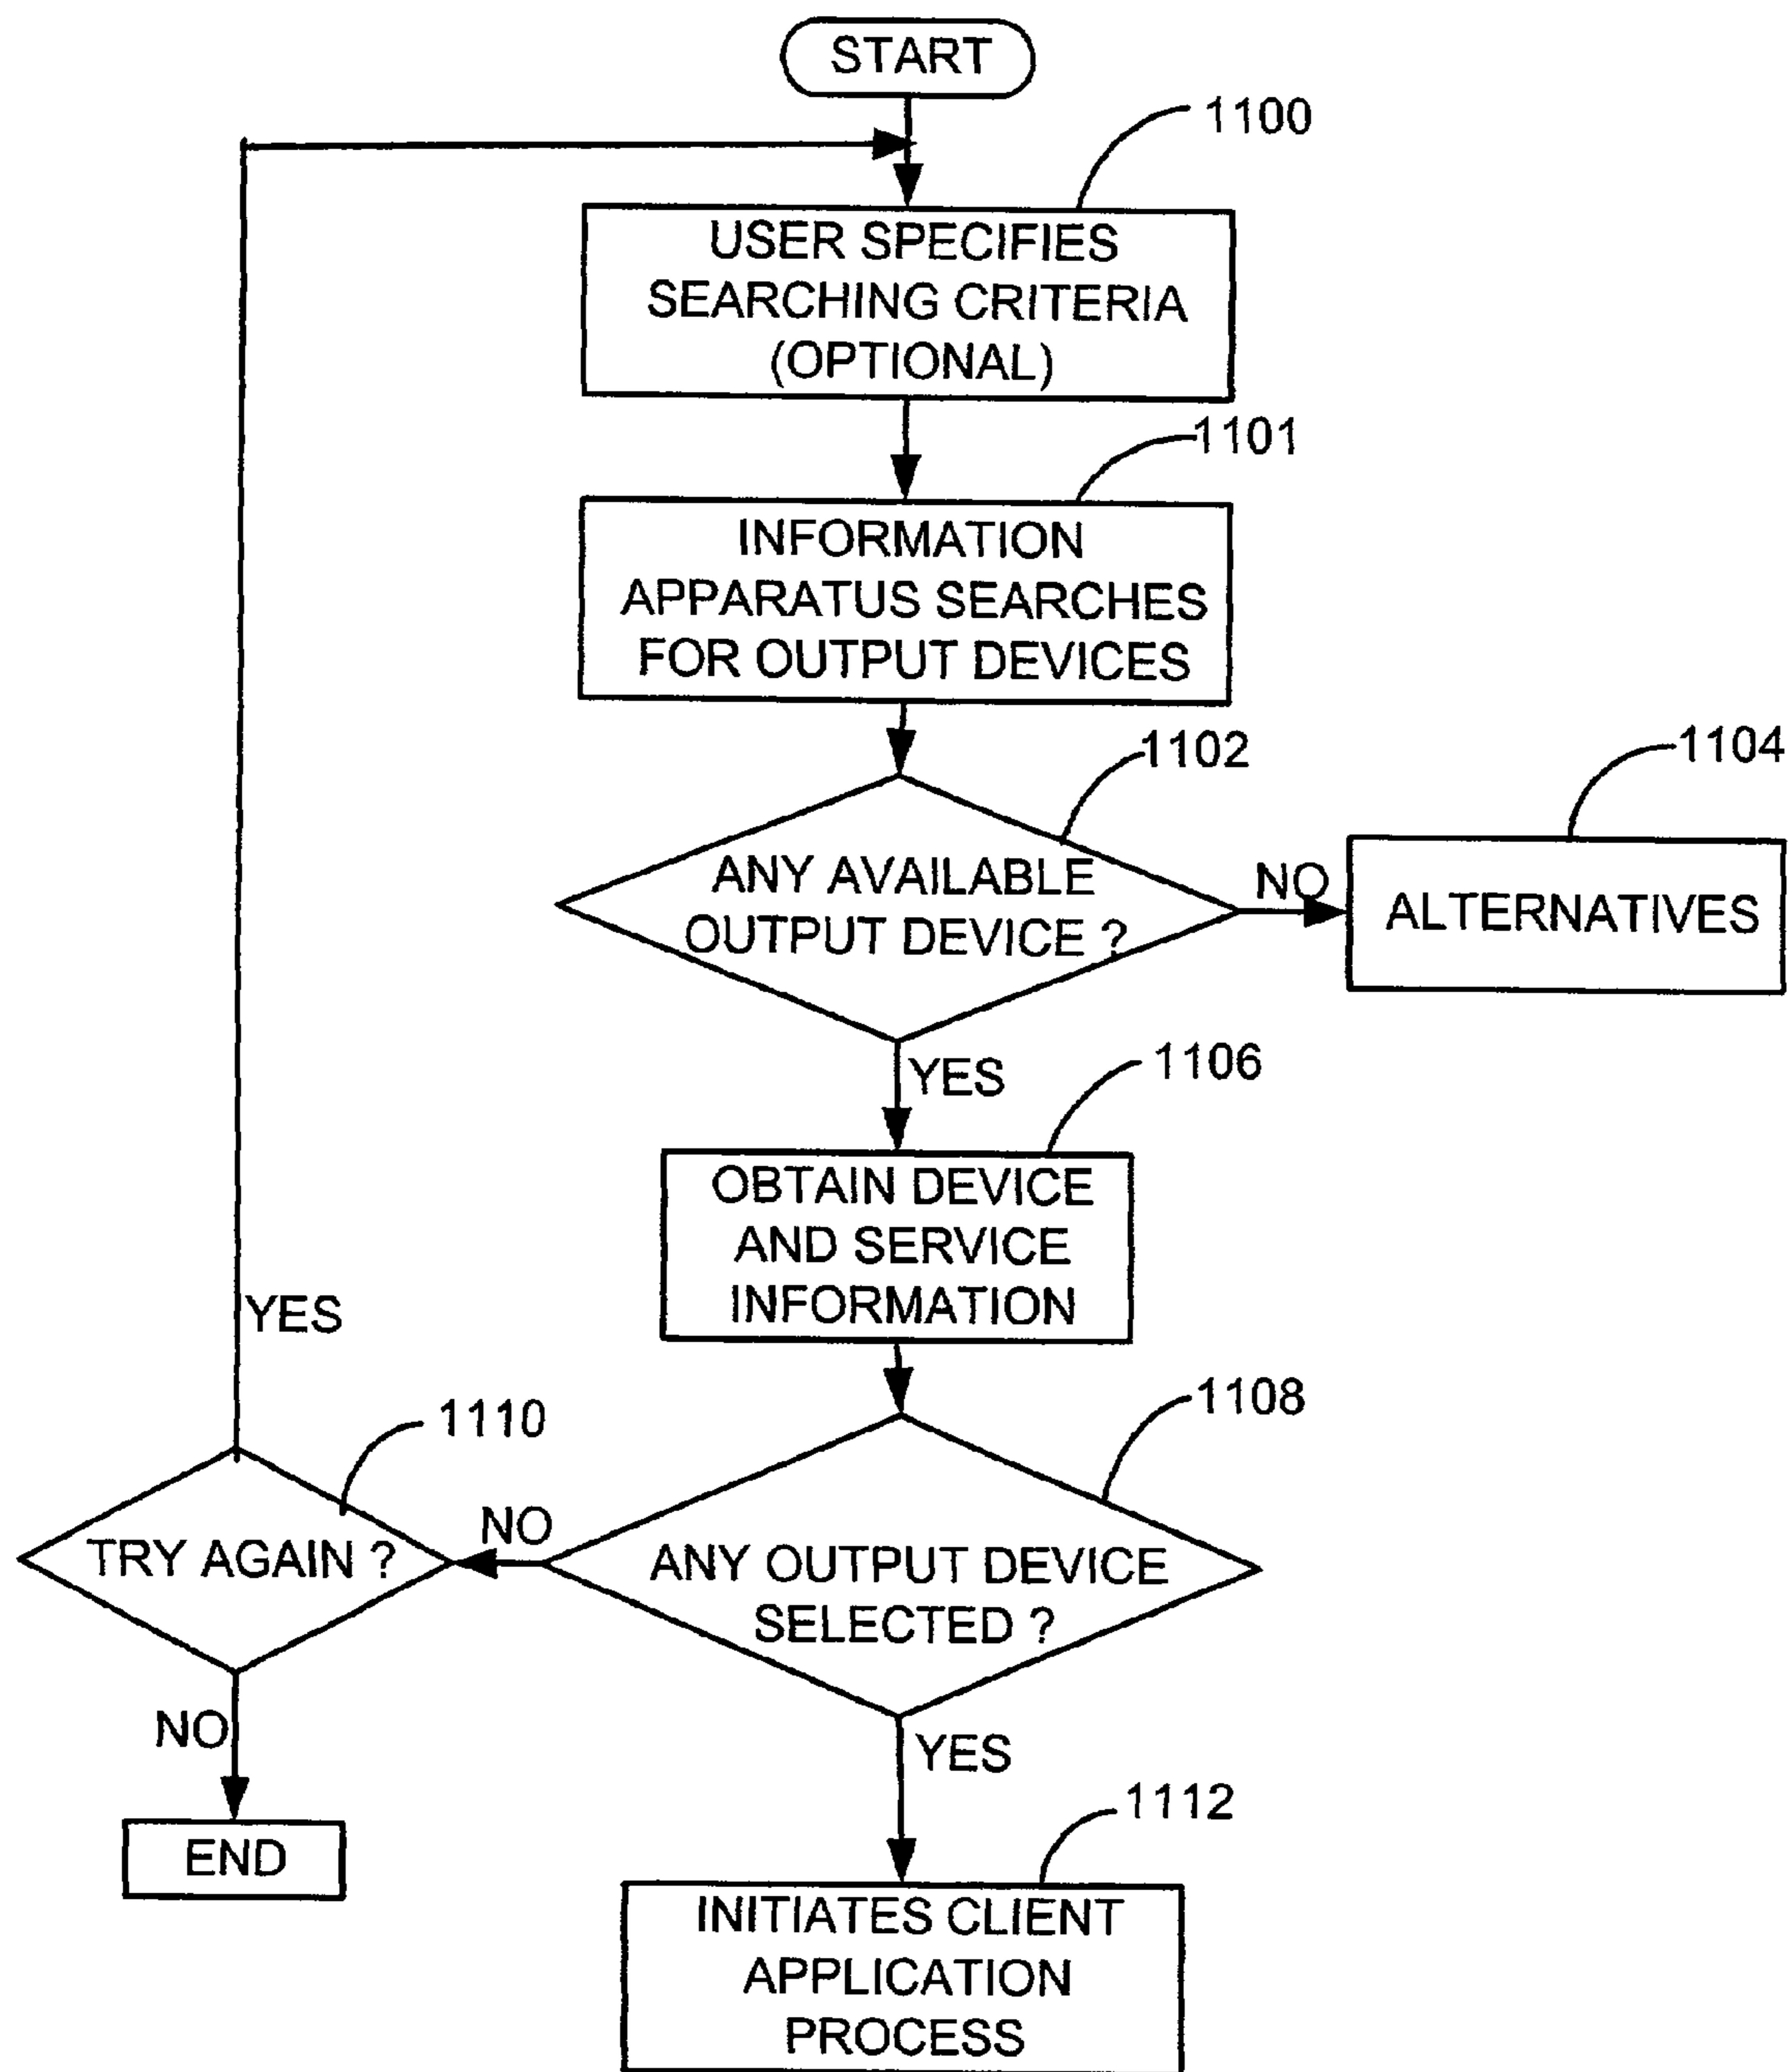 START
1100
USER SPECIFIES
SEARCHING CRITERIA
(OPTIONAL)
1101
INFORMATION
APPARATUS SEARCHES
FOR OUTPUT DEVICES
1102
1104
ANY AVAILABLE
OUTPUT DEVICE ?
NO
ALTERNATIVES
YES
1106
OBTAIN DEVICE
AND SERVICE
INFORMATION
YES
1108
1110
NO
TRY AGAIN ?
ANY OUTPUT DEVICE
SELECTED ?
NO
YES
END
1112
INITIATES CLIENT
APPLICATION
PROCESS